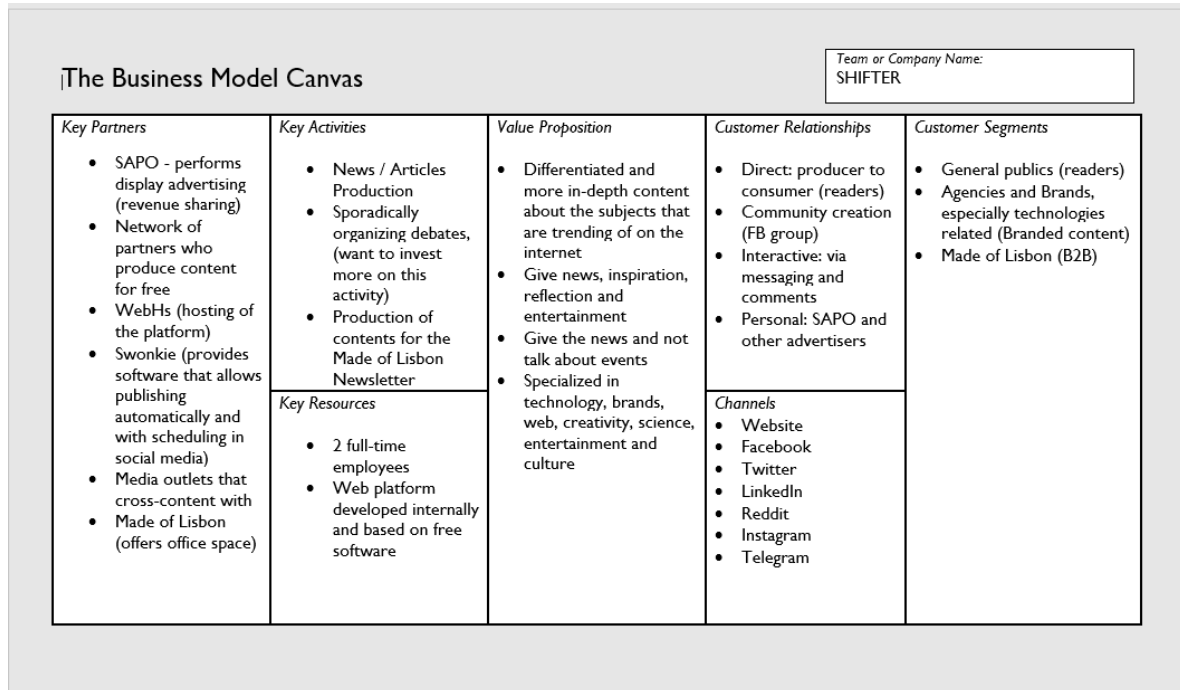 The Business Model Canvas
Team or Company Name:
SHIFTER
Key Partners
• SAPO - performs
display advertising
(revenue sharing)
• Network of
partners who
produce content
for free
• WebHs (hosting of
the platform)
• Swonkie (provides
software that allows
publishing
automatically and
with scheduling in
social media)
• Media outlets that
cross-content with
• Made of Lisbon
(offers office space)
Key Activities
• News / Articles
Production
• Sporadically
organizing debates,
(want to invest
more on this
activity)
• Production of
contents for the
Made of Lisbon
Newsletter
Key Resources
• 2 full-time
employees
• Web platform
developed internally
and based on free
software
Value Proposition
• Differentiated and
more in-depth content
about the subjects that
are trending of on the
internet
• Give news, inspiration,
reflection and
entertainment
• Give the news and not
talk about events
• Specialized in
technology, brands,
web, creativity, science,
entertainment and
culture
Customer Relationships
• Direct: producer to
consumer (readers)
• Community creation
(FB group)
• Interactive: via
messaging and
comments
• Personal: SAPO and
other advertisers
Channels
• Website
• Facebook
• Twitter
• LinkedIn
• Reddit
• Instagram
• Telegram
Customer Segments
• General publics (readers)
• Agencies and Brands,
especially technologies
related (Branded content)
• Made of Lisbon (B2B)